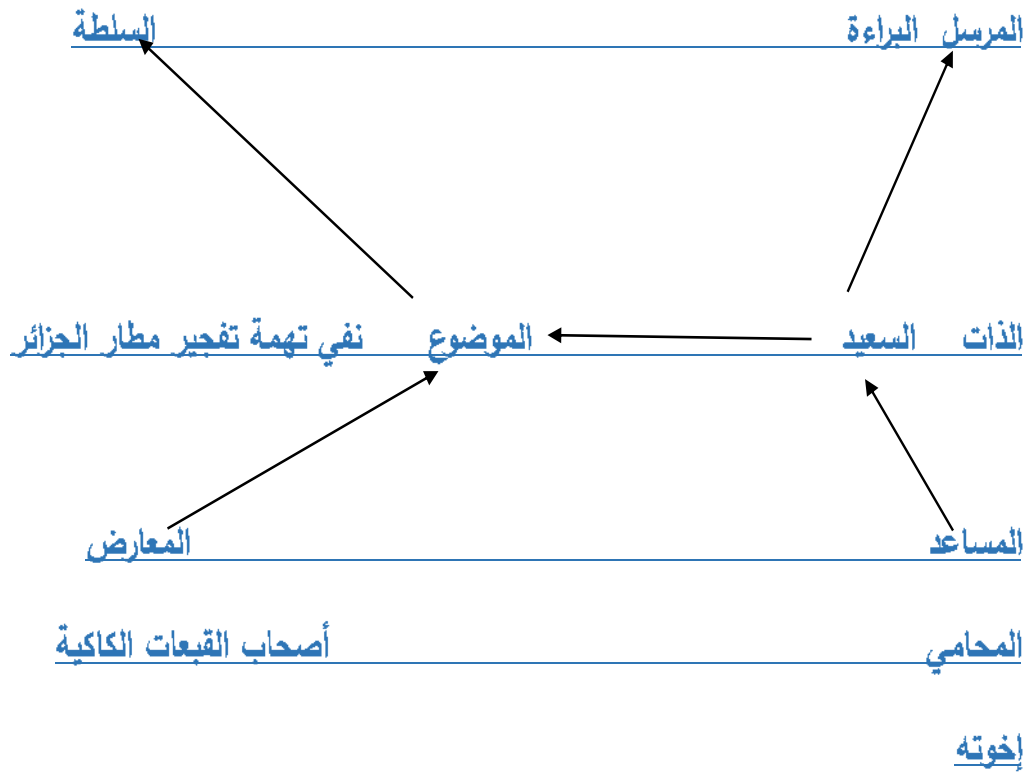 المرسل البراءة السلطة
الذات السعيد الموضوع نفي تهمة تفجير مطار الجزائر
المساعد المعارض
المحامي أصحاب القبعات الكاكية
إخوته